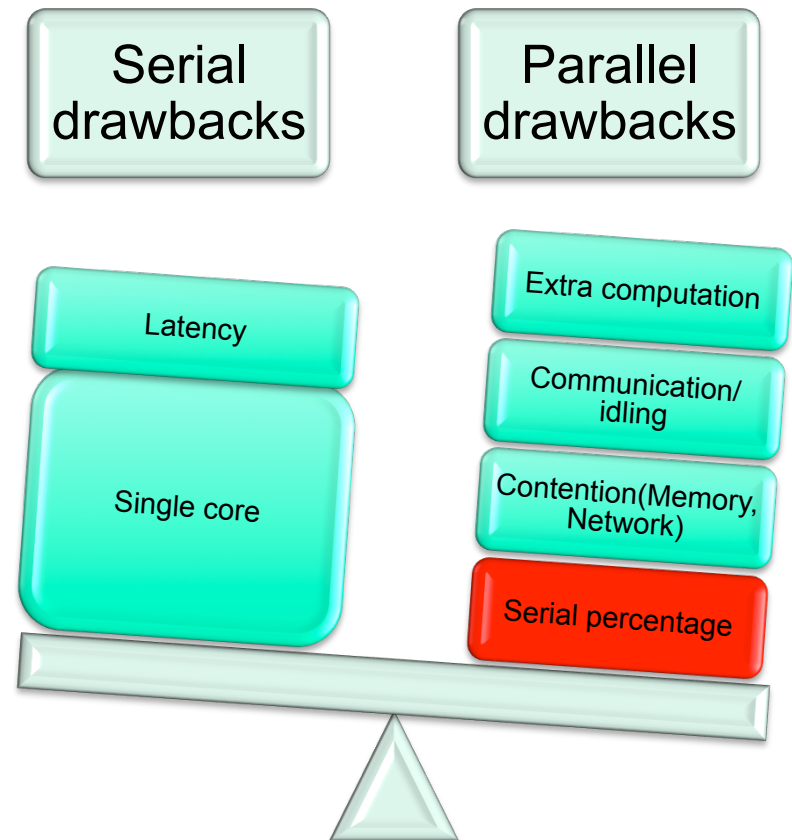 Serial
drawbacks
Parallel
drawbacks
Latency
Single core
Extra computation
Communication/
idling
Contention(Memory,
Network)
Serial percentage